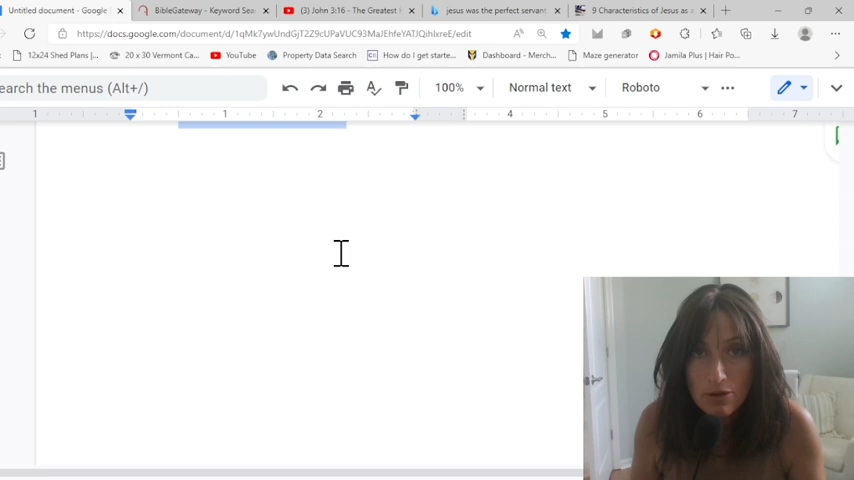 Untitled document - Google
BibleGateway - Keyword Sea
(3) John 3:16 - The Greatest H
jesus was the perfect servant
9 Characteristics of Jesus as a
https://docs.google.com/document/d/1qMk7ywUndGjT2Z9cUPaVUC93MaJEhfeYATJQihlxreE/edit
12x24 Shed Plans |...
20 x 30 Vermont Ca...
YouTube
Property Data Search
How do I get starte...
Dashboard - Merch...
Maze generator
Jamila Plus | Hair Po...
earch the menus (Alt+/)
100%
Normal text
Roboto
1 1 2 4 5 6 7